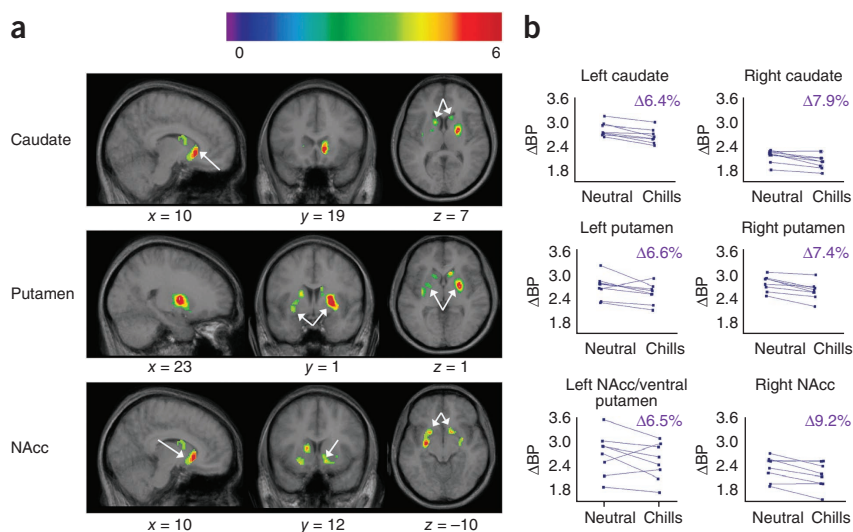 a
0 6
Caudate
x = 10 y = 19 z = 7
Putamen
x = 23 y = 1 z = 1
NAcc
x = 10 y = 12 z = –10
b
Left caudate
Δ6.4%
3.6
3.0
2.4
1.8
ΔBP
Neutral Chills
Right caudate
Δ7.9%
3.6
3.0
2.4
1.8
ΔBP
Neutral Chills
Left putamen
Δ6.6%
3.6
3.0
2.4
1.8
ΔBP
Neutral Chills
Right putamen
Δ7.4%
3.6
3.0
2.4
1.8
ΔBP
Neutral Chills
Left NAcc/ventral
putamen
Δ6.5%
3.6
3.0
2.4
1.8
ΔBP
Neutral Chills
Right NAcc
Δ9.2%
3.6
3.0
2.4
1.8
ΔBP
Neutral Chills